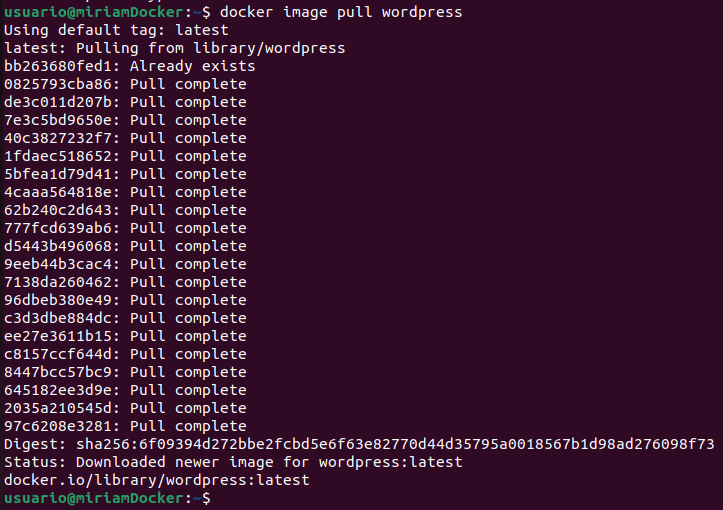 usuario@miriamDocker:~$ docker image pull wordpress
Using default tag: latest
latest: Pulling from library/wordpress
bb263680fed1: Already exists
0825793cba86: Pull complete
de3c011d207b: Pull complete
7e3c5bd9650e: Pull complete
40c3827232f7: Pull complete
1fdaec518652: Pull complete
5bfea1d79d41: Pull complete
4caaa564818e: Pull complete
62b240c2d643: Pull complete
777fcd639ab6: Pull complete
d5443b496068: Pull complete
9eeb44b3cac4: Pull complete
7138da260462: Pull complete
96dbeb380e49: Pull complete
c3d3dbe884dc: Pull complete
ee27e3611b15: Pull complete
c8157ccf644d: Pull complete
8447bcc57bc9: Pull complete
645182ee3d9e: Pull complete
2035a210545d: Pull complete
97c6208e3281: Pull complete
Digest: sha256:6f09394d272bbe2fcbd5e6f63e82770d44d35795a0018567b1d98ad276098f73
Status: Downloaded newer image for wordpress:latest
docker.io/library/wordpress:latest
usuario@miriamDocker:~$